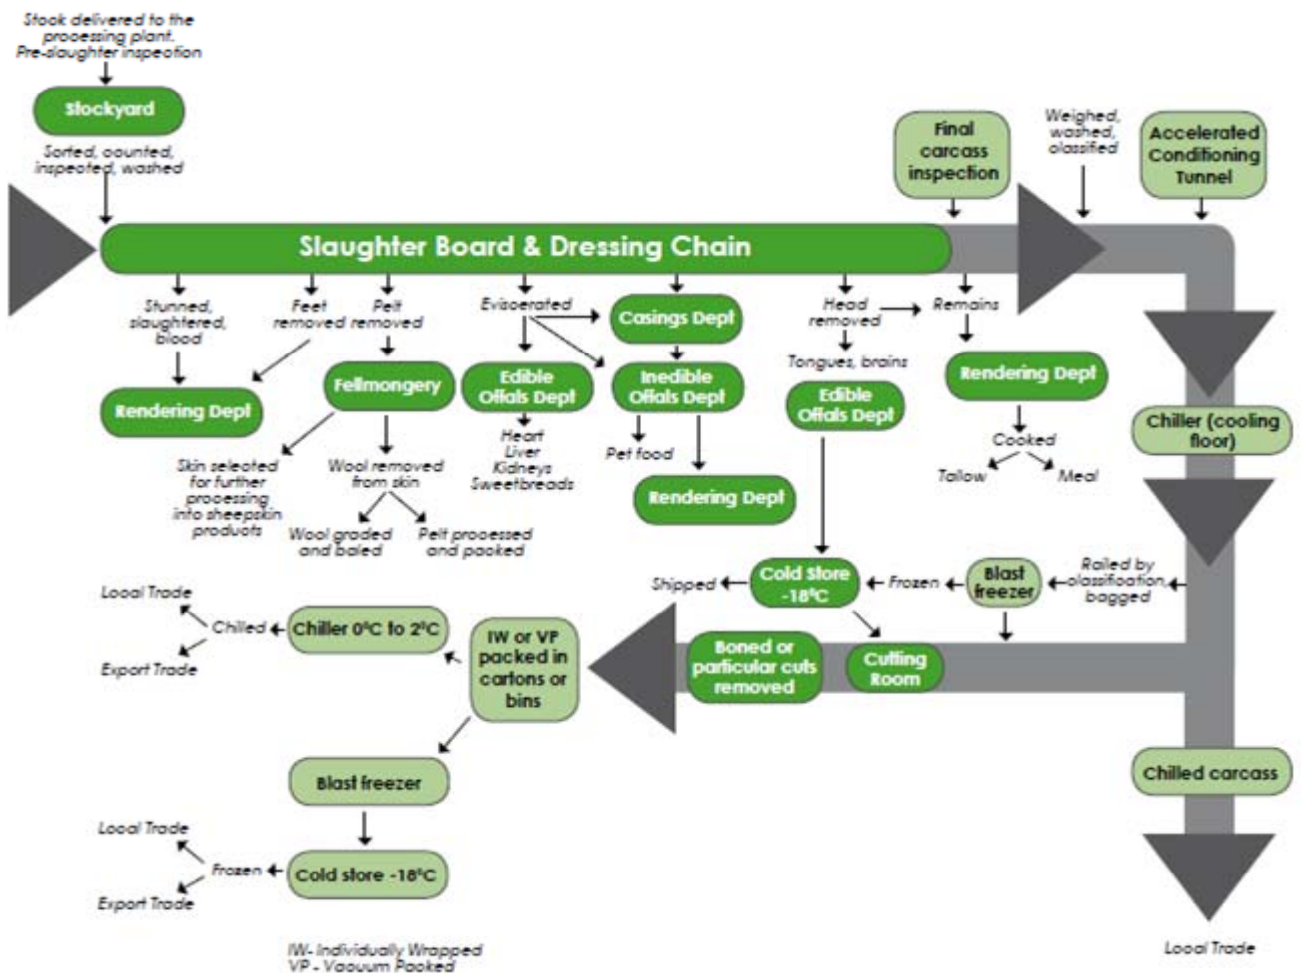 Stock delivered to the
processing plant.
Pre-slaughter inspection
Stockyard
Sorted, counted,
inspected, washed
Final
carcass
inspection
Weighed,
washed,
classified
Accelerated
Conditioning
Tunnel
Slaughter Board & Dressing Chain
Stunned,
slaughtered,
blood
Feet
removed
Pelt
removed
Eviscerated
Casings Dept
Head
removed
Remains
Rendering Dept
Fellmongery
Edible
Offals Dept
Inedible
Offals Dept
Tongues, brains
Edible
Offals Dept
Rendering Dept
Chiller (cooling
floor)
Skin selected
for further
processing
into sheepskin
products
Wool removed
from skin
Heart
Liver
Kidneys
Sweetbreads
Pet food
Rendering Dept
Cooked
Tallow
Meal
Wool graded
and baled
Pelt processed
and packed
Shipped
Cold Store
-18ºC
Frozen
Blast
freezer
Railed by
classification,
bagged
Local Trade
Chilled
Export Trade
Chiller 0ºC to 2ºC
IW or VP
packed in
cartons or
bins
Boned or
particular cuts
removed
Cutting
Room
Blast freezer
Chilled carcass
Local Trade
Frozen
Export Trade
Cold store -18ºC
Local Trade
IW- Individually Wrapped
VP - Vacuum Packed